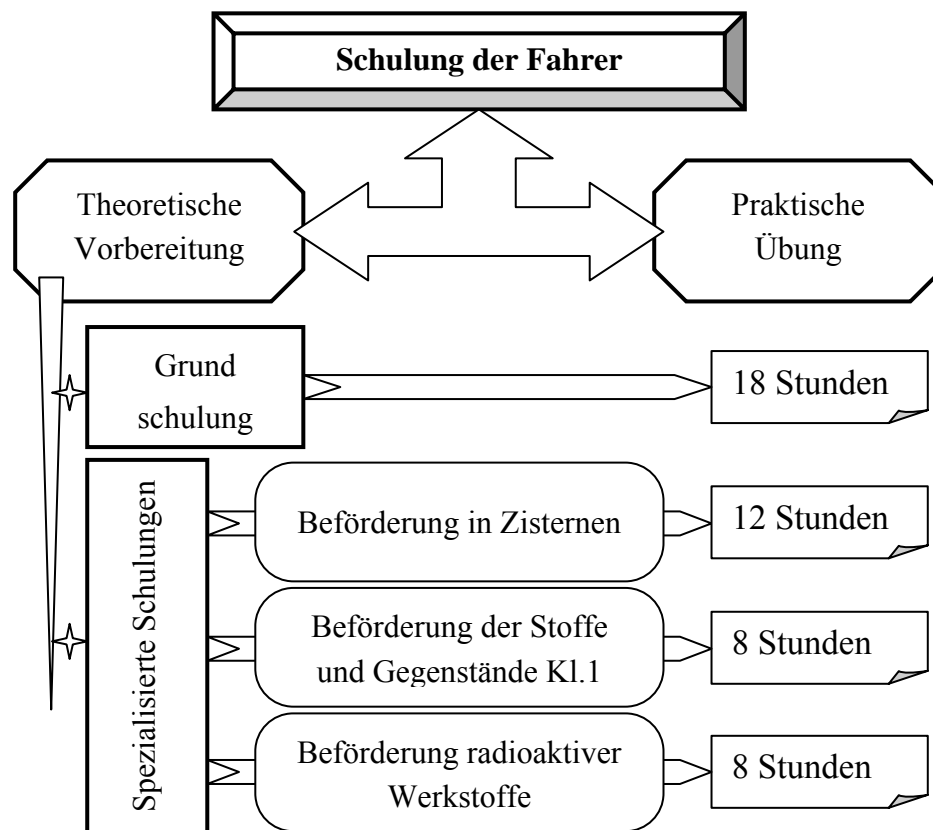 Schulung der Fahrer
Theoretische
Vorbereitung
Praktische
Übung
Grund
schulung
18 Stunden
Spezialisierte Schulungen
Beförderung in Zisternen
12 Stunden
Beförderung der Stoffe
und Gegenstände Kl.1
8 Stunden
Beförderung radioaktiver
Werkstoffe
8 Stunden